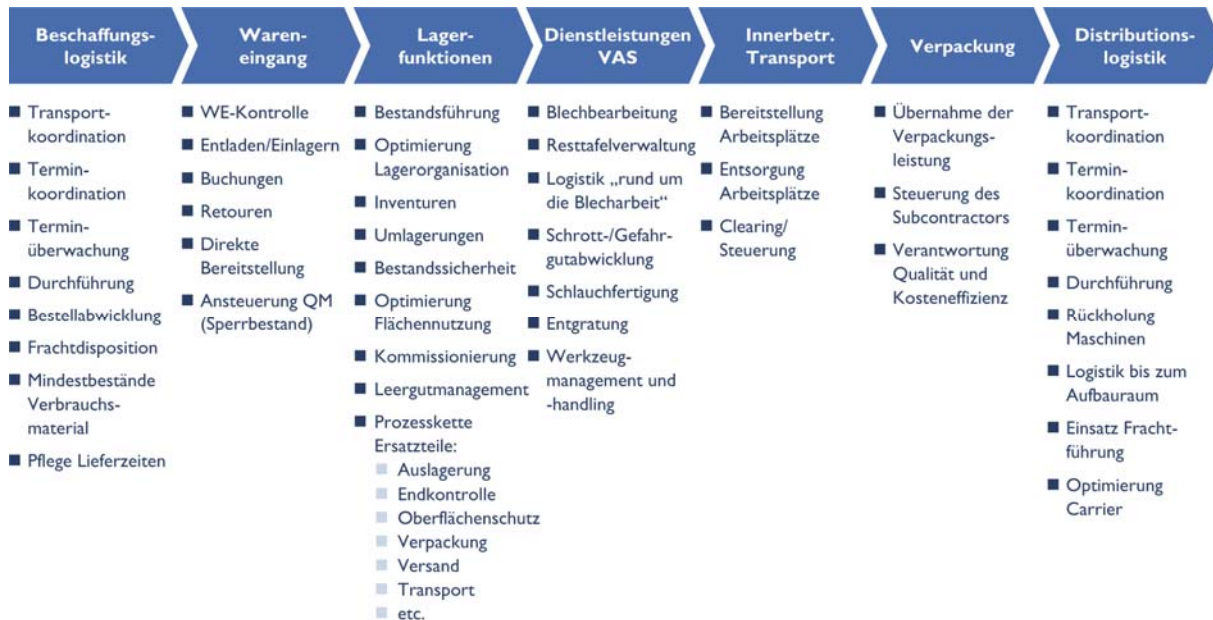 Beschaffungs-
logistik
Waren-
eingang
Lager-
funktionen
Dienstleistungen
VAS
Innerbetr.
Transport
Verpackung
Distributions-
logistik
Transport-
koordination
Termin-
koordination
Termin-
überwachung
Durchführung
Bestellabwicklung
Frachtdisposition
Mindestbestände
Verbrauchs-
material
Pflege Lieferzeiten
WE-Kontrolle
Entladen/Einlagern
Buchungen
Retouren
Direkte
Bereitstellung
Ansteuerung QM
(Sperrbestand)
Bestandsführung
Optimierung
Lagerorganisation
Inventuren
Umlagerungen
Bestandssicherheit
Optimierung
Flächennutzung
Kommissionierung
Leergutmanagement
Prozesskette
Ersatzteile:
Auslagerung
Endkontrolle
Oberflächenschutz
Verpackung
Versand
Transport
etc.
Blechbearbeitung
Resttafelverwaltung
Logistik „rund um
die Blecharbeit“
Schrott-/Gefahr-
gutabwicklung
Schlauchfertigung
Entgratung
Werkzeug-
management und
-handling
Bereitstellung
Arbeitsplätze
Entsorgung
Arbeitsplätze
Clearing/
Steuerung
Übernahme der
Verpackungs-
leistung
Steuerung des
Subcontractors
Verantwortung
Qualität und
Kosteneffizienz
Transport-
koordination
Termin-
koordination
Termin-
überwachung
Durchführung
Rückholung
Maschinen
Logistik bis zum
Aufbauraum
Einsatz Fracht-
führung
Optimierung
Carrier